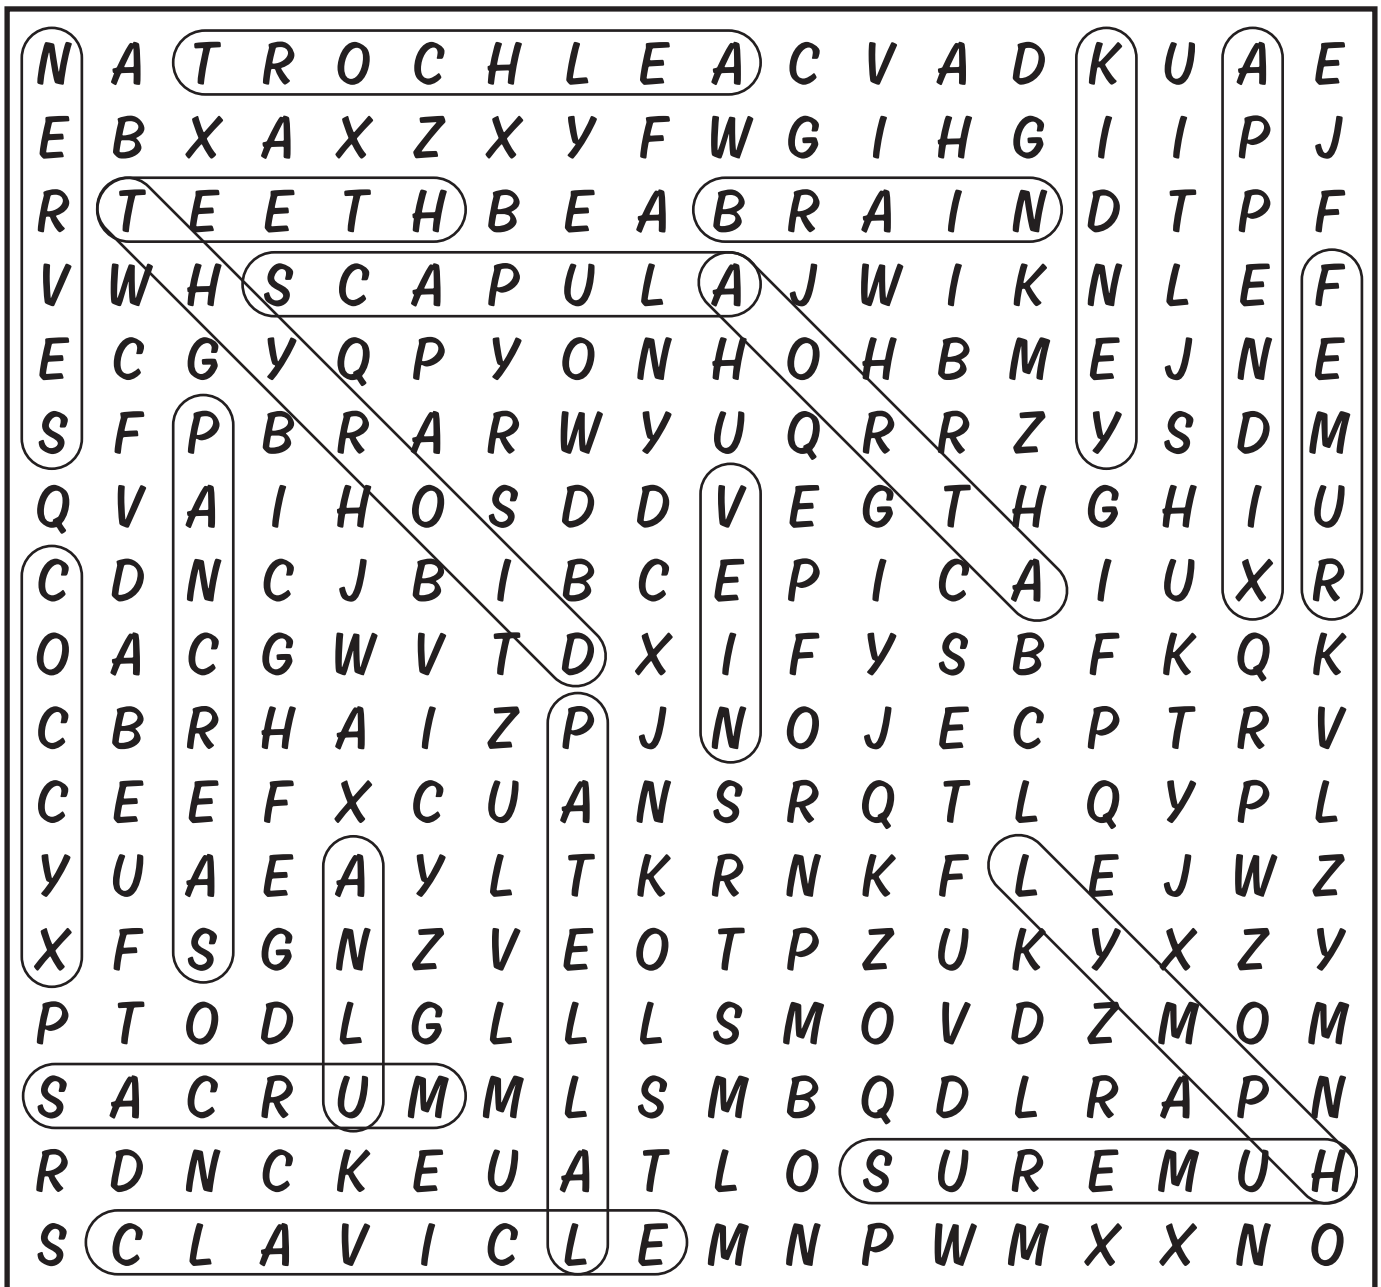 N A T R O C H L E A C V A D K U A E
E B X A X Z X Y F W G I H G I I P J
R T E E T H B E A B R A I N D T P F
V W H S C A P U L A J W I K N L E F
E C G Y Q P Y O N H O H B M E J N E
S F P B R A R W Y U Q R R Z Y S D M
Q V A I H O S D D V E G T H G H I U
C D N C J B I B C E P I C A I U X R
O A C G W V T D X I F Y S B F K Q K
C B R H A I Z P J N O J E C P T R V
C E E F X C U A N S R Q T L Q Y P L
Y U A E A Y L T K R N K F L E J W Z
X F S G N Z V E O T P Z U K Y X Z Y
P T O D L G L L L S M O V D Z M O M
S A C R U M M L S M B Q D L R A P N
R D N C K E U A T L O S U R E M U H
S C L A V I C L E M N P W M X X N O